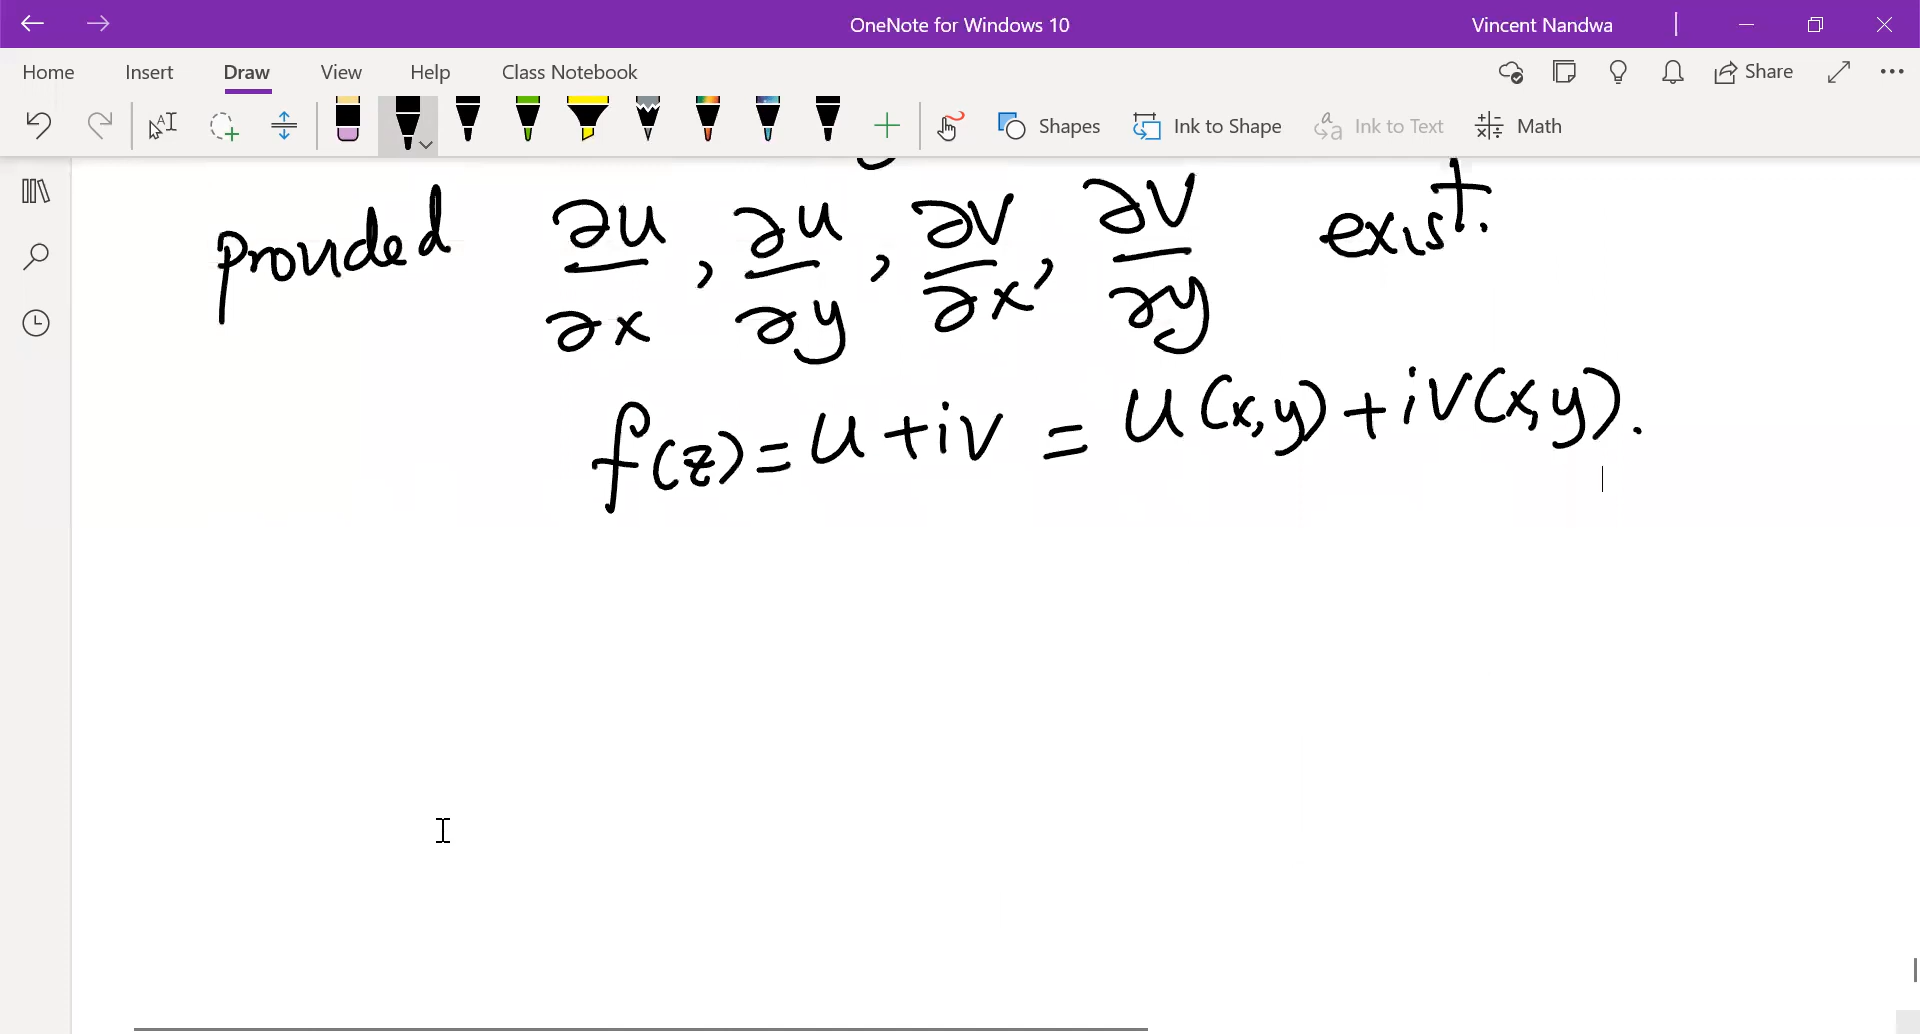 OneNote for Windows 10
Vincent Nandwa
Home Insert Draw View Help Class Notebook
Share
Shapes Ink to Shape Ink to Text Math
provided ∂u/∂x, ∂u/∂y, ∂v/∂x, ∂v/∂y exist.
f(z) = u + iv = u(x,y) + iv(x,y).